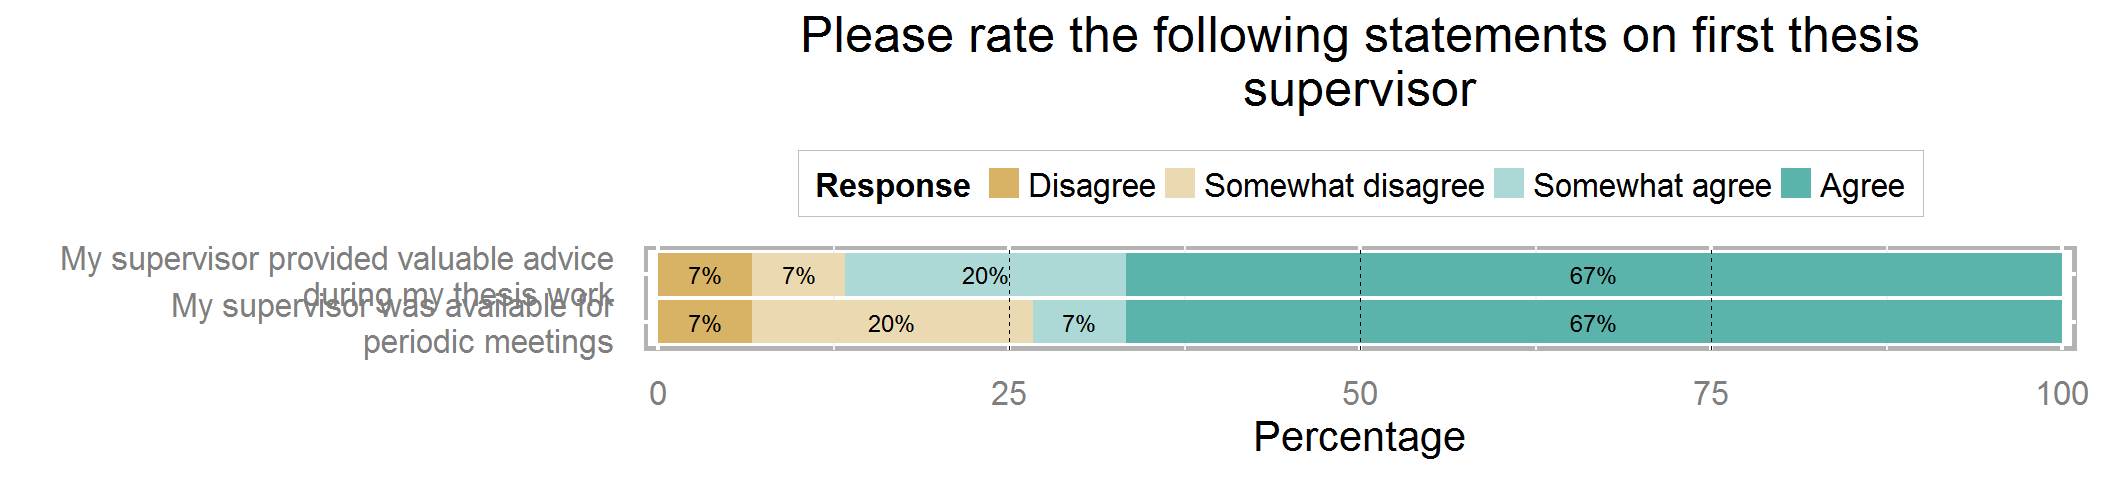 Please rate the following statements on first thesis
supervisor
Response Disagree Somewhat disagree Somewhat agree Agree
My supervisor provided valuable advice
during my thesis work
7% 7% 20% 67%
My supervisor was available for
periodic meetings
7% 20% 7% 67%
0 25 50 75 100
Percentage